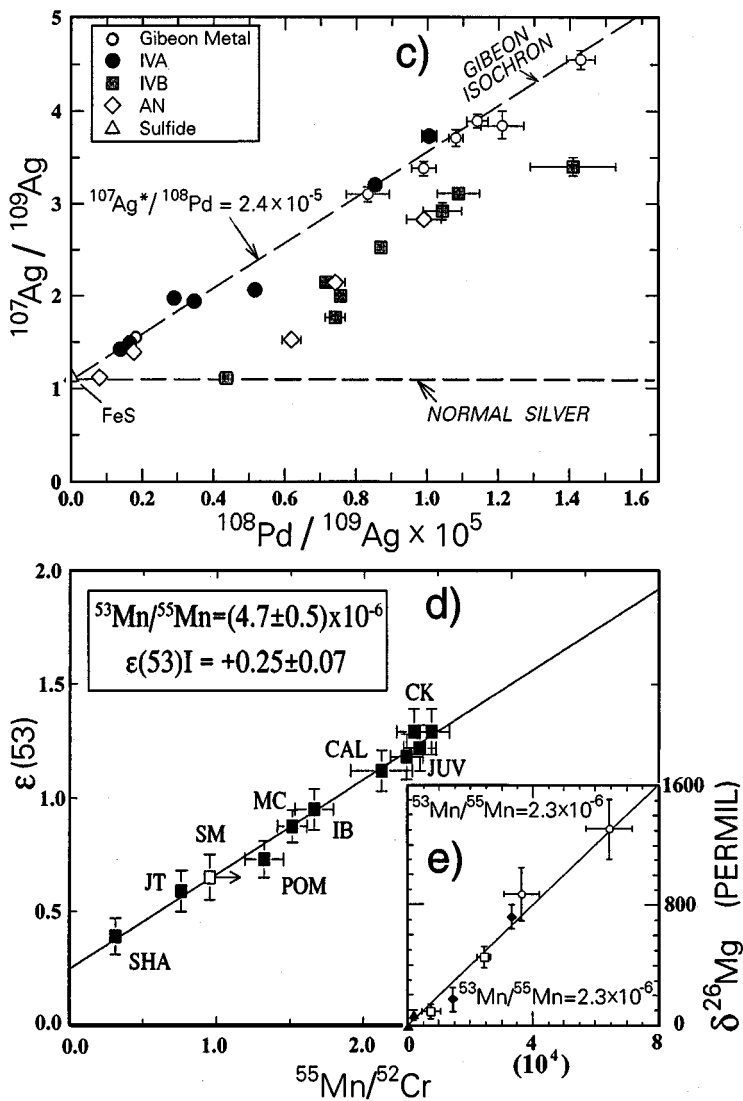 5
c)
Gibeon Metal
IVA
IVB
AN
Sulfide
GIBEON
ISOCHRON
4
¹⁰⁷Ag*/¹⁰⁸Pd = 2.4×10⁻⁵
3
¹⁰⁷Ag / ¹⁰⁹Ag
2
1
FeS
NORMAL SILVER
0
0.0 0.2 0.4 0.6 0.8 1.0 1.2 1.4 1.6
¹⁰⁸Pd / ¹⁰⁹Ag × 10⁵
2.0
d)
⁵³Mn/⁵⁵Mn=(4.7±0.5)x10⁻⁶
ε(53)I = +0.25±0.07
1.5
CK
CAL
JUV
ε(53)
1.0
MC
IB
SM
POM
JT
0.5
SHA
0.0
0.0 1.0 2.0
⁵⁵Mn/⁵²Cr
1600
⁵³Mn/⁵⁵Mn=2.3×10⁻⁶
e)
800
⁵³Mn/⁵⁵Mn=2.3×10⁻⁶
0
δ²⁶Mg (PERMIL)
0 4 8
(10⁴)